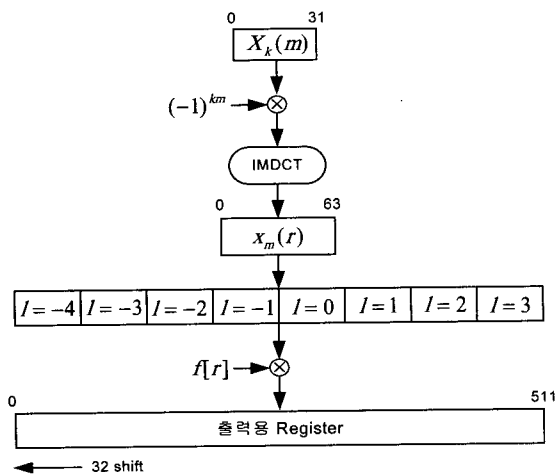 0 31
X_k(m)
(-1)^{km} ⊗
IMDCT
0 63
x_m(r)
l=-4 l=-3 l=-2 l=-1 l=0 l=1 l=2 l=3
f[r] ⊗
0 511
출력용 Register
32 shift